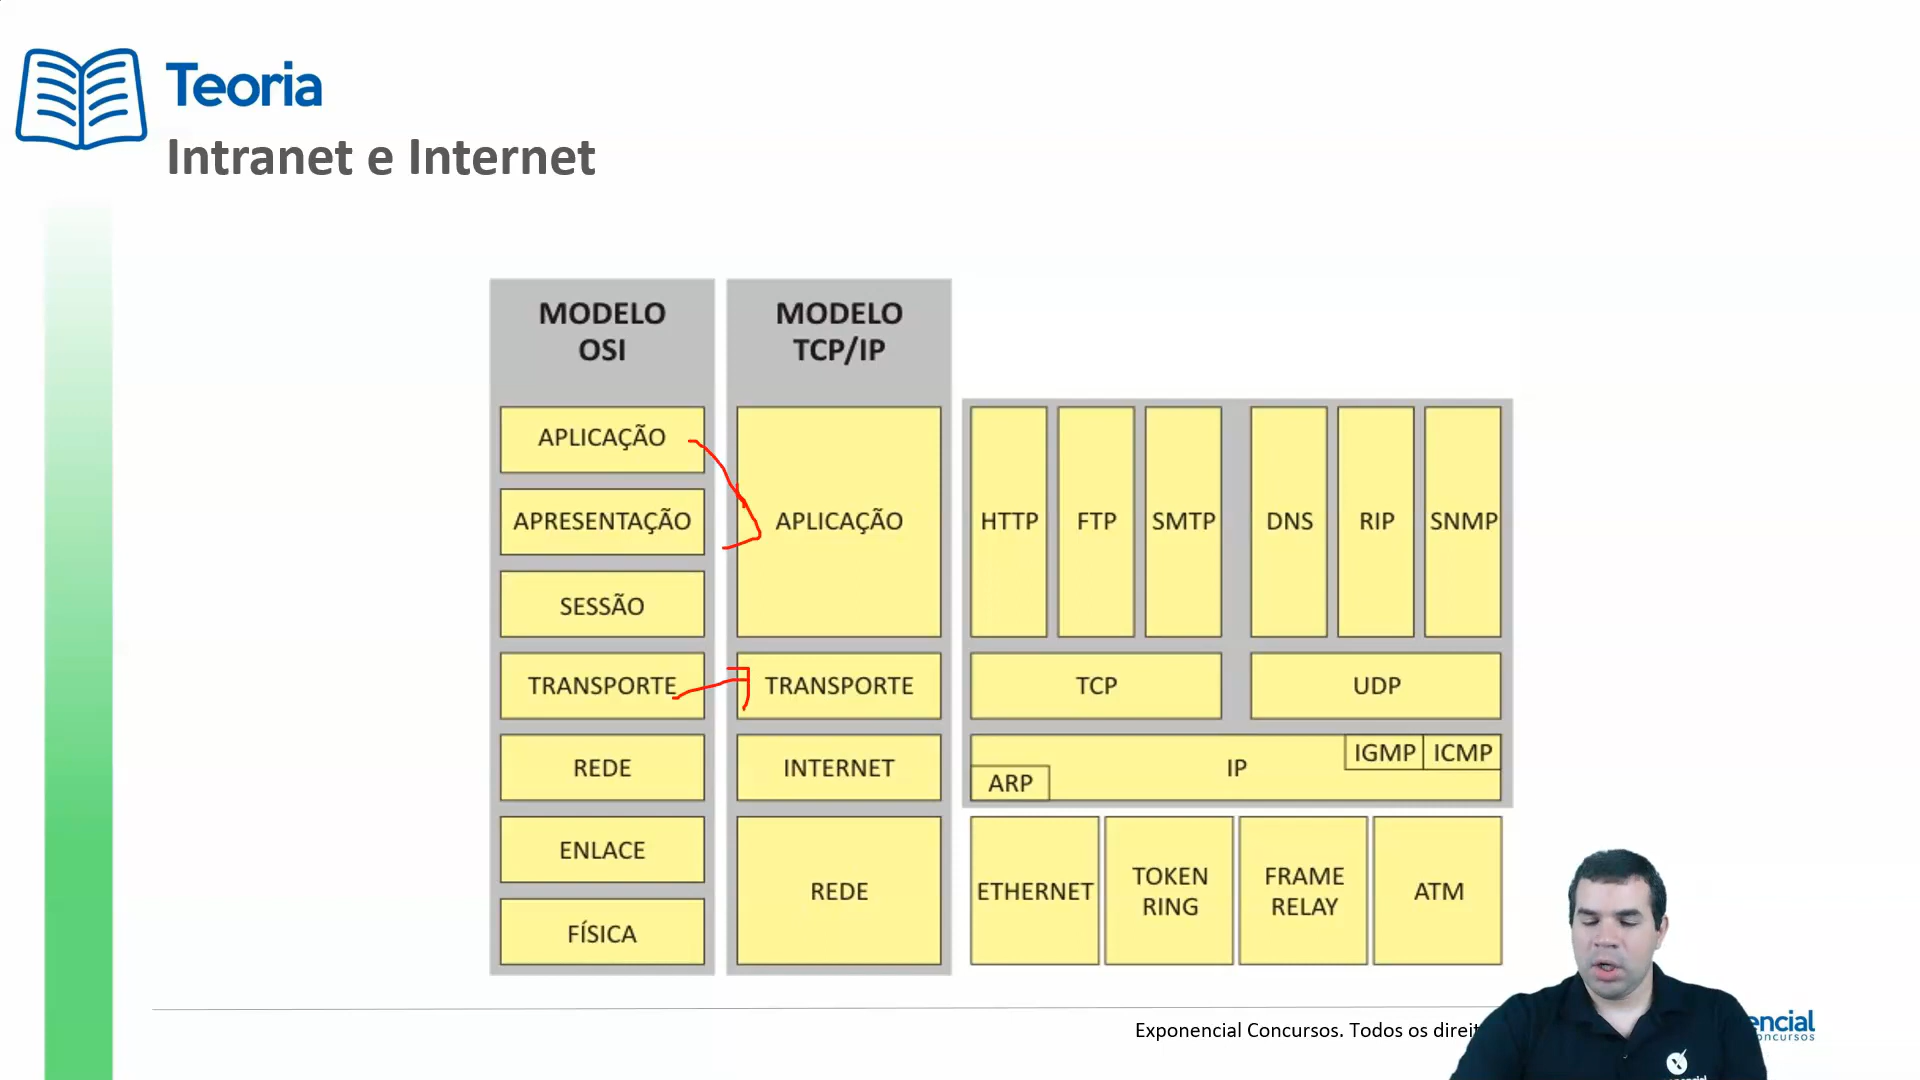 Teoria
Intranet e Internet
MODELO
OSI
APLICAÇÃO
APRESENTAÇÃO
SESSÃO
TRANSPORTE
REDE
ENLACE
FÍSICA
MODELO
TCP/IP
APLICAÇÃO
TRANSPORTE
INTERNET
REDE
HTTP FTP SMTP DNS RIP SNMP
TCP UDP
ARP IP IGMP ICMP
ETHERNET
TOKEN
RING
FRAME
RELAY
ATM
Exponencial Concursos. Todos os